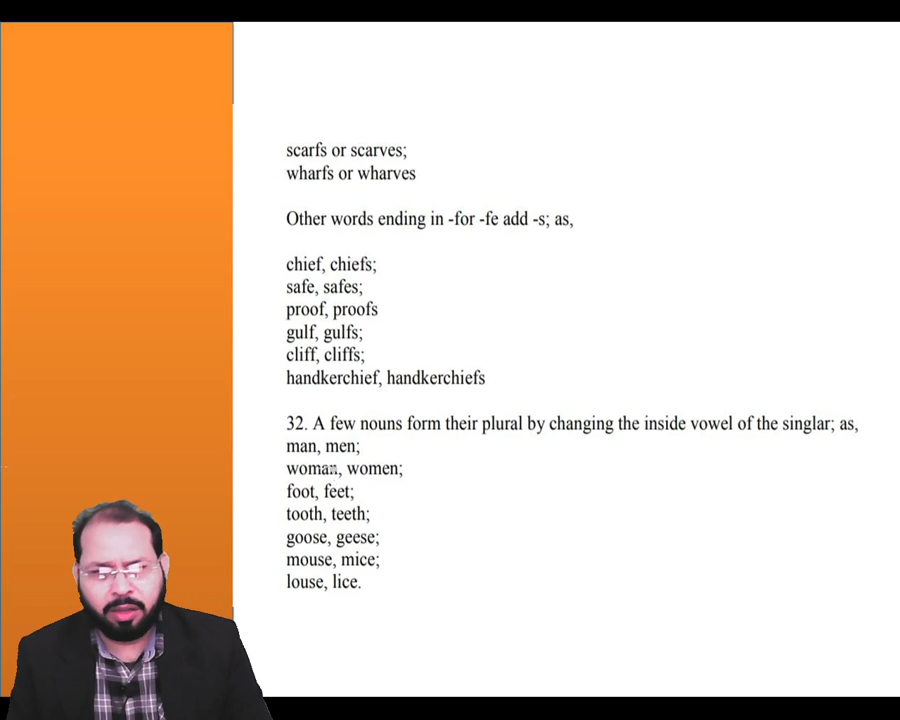 scarfs or scarves;
wharfs or wharves
Other words ending in -for -fe add -s; as,
chief, chiefs;
safe, safes;
proof, proofs
gulf, gulfs;
cliff, cliffs;
handkerchief, handkerchiefs
32. A few nouns form their plural by changing the inside vowel of the singlar; as,
man, men;
woman, women;
foot, feet;
tooth, teeth;
goose, geese;
mouse, mice;
louse, lice.